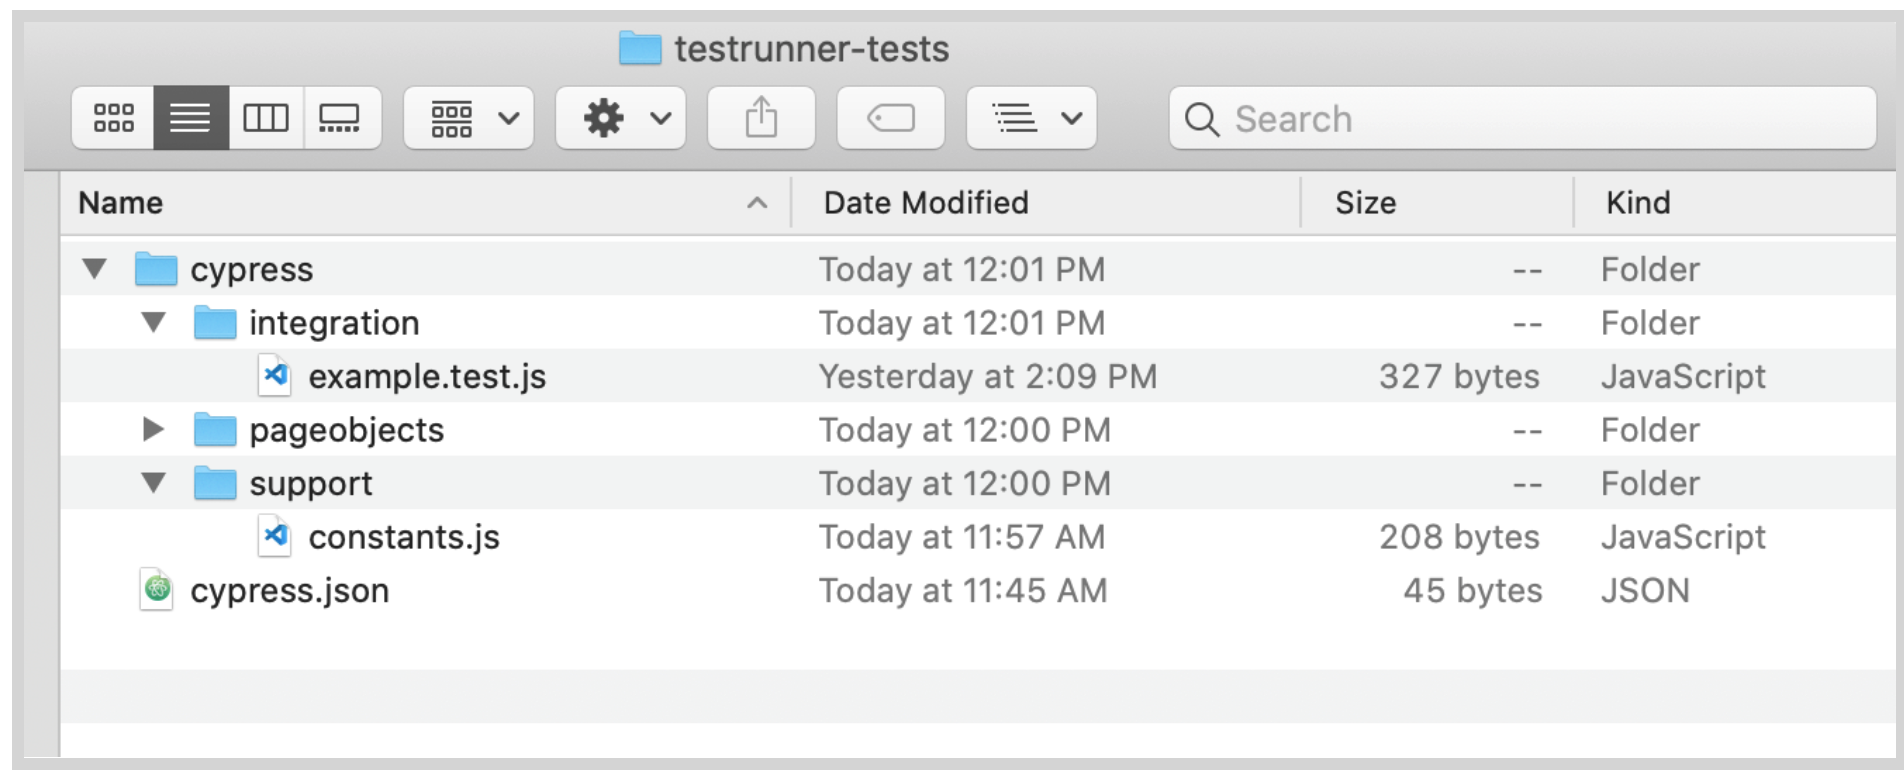 testrunner-tests
Search
Name Date Modified Size Kind
cypress Today at 12:01 PM -- Folder
integration Today at 12:01 PM -- Folder
example.test.js Yesterday at 2:09 PM 327 bytes JavaScript
pageobjects Today at 12:00 PM -- Folder
support Today at 12:00 PM -- Folder
constants.js Today at 11:57 AM 208 bytes JavaScript
cypress.json Today at 11:45 AM 45 bytes JSON